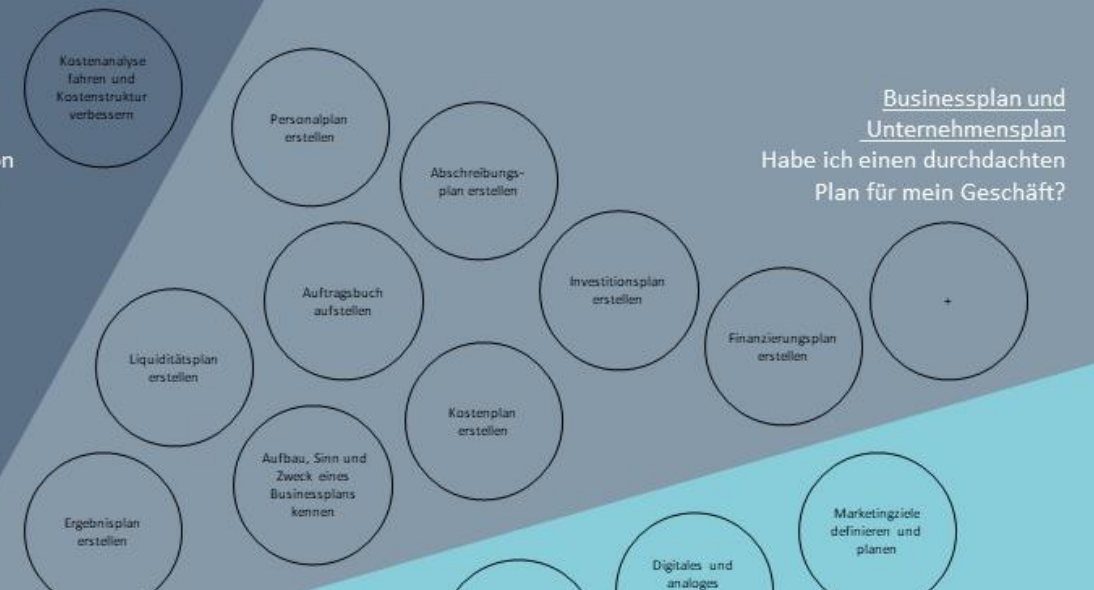 Kostenanalyse
fahren und
Kostenstruktur
verbessern
Personalplan
erstellen
Abschreibungs-
plan erstellen
Businessplan und
Unternehmensplan
Habe ich einen durchdachten
Plan für mein Geschäft?
Auftragsbuch
aufstellen
Investitionsplan
erstellen
+
Liquiditätsplan
erstellen
Finanzierungsplan
erstellen
Kostenplan
erstellen
Aufbau, Sinn und
Zweck eines
Businessplans
kennen
Ergebnisplan
erstellen
Marketingziele
definieren und
planen
Digitales und
analoges